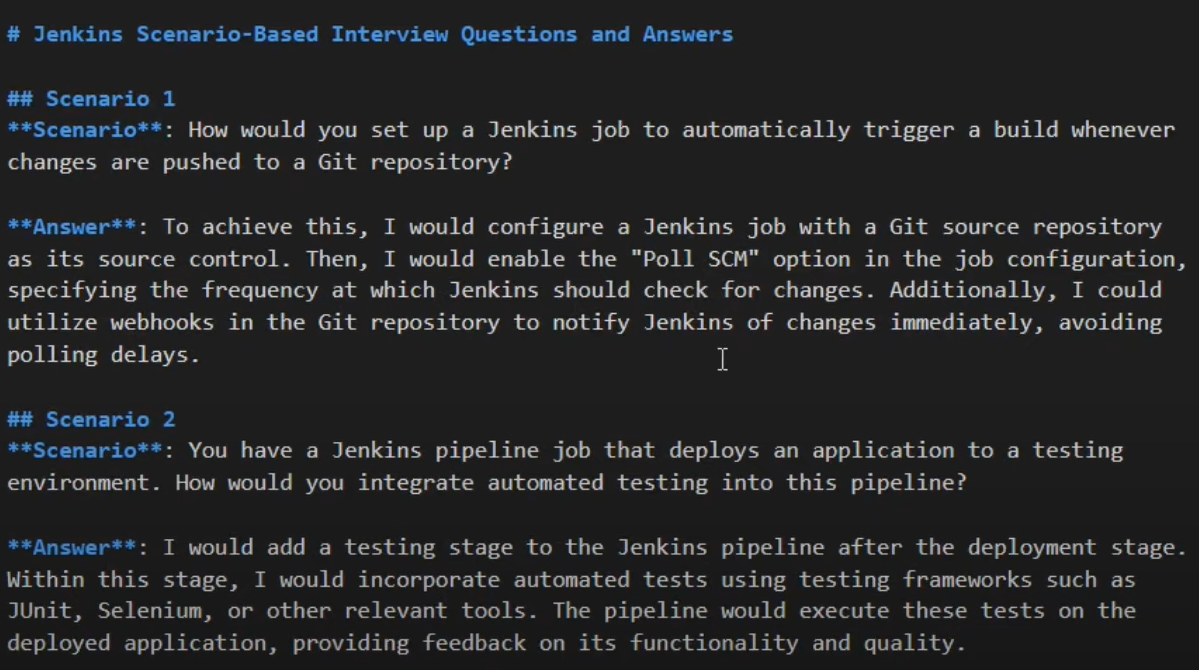 # Jenkins Scenario-Based Interview Questions and Answers
## Scenario 1
**Scenario**: How would you set up a Jenkins job to automatically trigger a build whenever
changes are pushed to a Git repository?
**Answer**: To achieve this, I would configure a Jenkins job with a Git source repository
as its source control. Then, I would enable the "Poll SCM" option in the job configuration,
specifying the frequency at which Jenkins should check for changes. Additionally, I could
utilize webhooks in the Git repository to notify Jenkins of changes immediately, avoiding
polling delays.
## Scenario 2
**Scenario**: You have a Jenkins pipeline job that deploys an application to a testing
environment. How would you integrate automated testing into this pipeline?
**Answer**: I would add a testing stage to the Jenkins pipeline after the deployment stage.
Within this stage, I would incorporate automated tests using testing frameworks such as
JUnit, Selenium, or other relevant tools. The pipeline would execute these tests on the
deployed application, providing feedback on its functionality and quality.